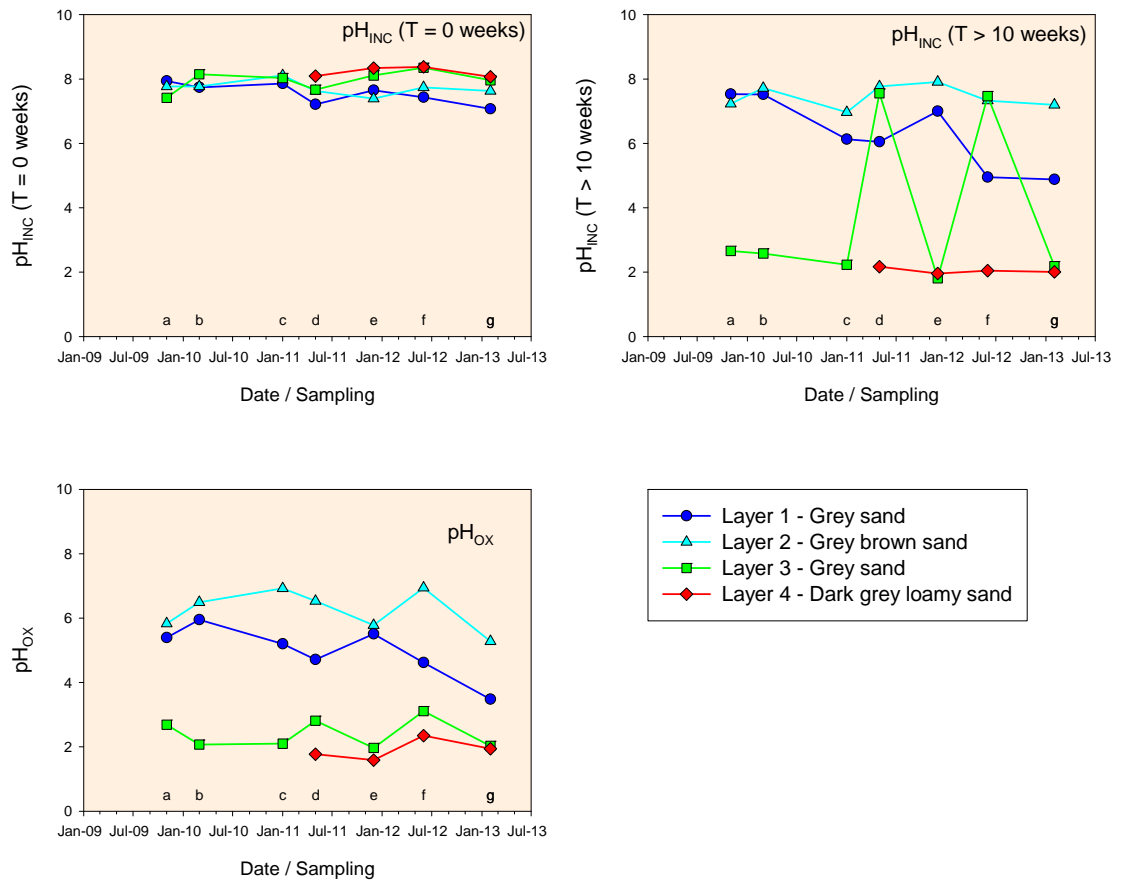 pH_INC (T = 0 weeks)
pH_INC (T = 0 weeks)
10
8
6
4
2
0
a b c d e f g
Jan-09 Jul-09 Jan-10 Jul-10 Jan-11 Jul-11 Jan-12 Jul-12 Jan-13 Jul-13
Date / Sampling
pH_INC (T > 10 weeks)
pH_INC (T > 10 weeks)
10
8
6
4
2
0
a b c d e f g
Jan-09 Jul-09 Jan-10 Jul-10 Jan-11 Jul-11 Jan-12 Jul-12 Jan-13 Jul-13
Date / Sampling
pH_OX
pH_OX
10
8
6
4
2
0
a b c d e f g
Jan-09 Jul-09 Jan-10 Jul-10 Jan-11 Jul-11 Jan-12 Jul-12 Jan-13 Jul-13
Date / Sampling
Layer 1 - Grey sand
Layer 2 - Grey brown sand
Layer 3 - Grey sand
Layer 4 - Dark grey loamy sand